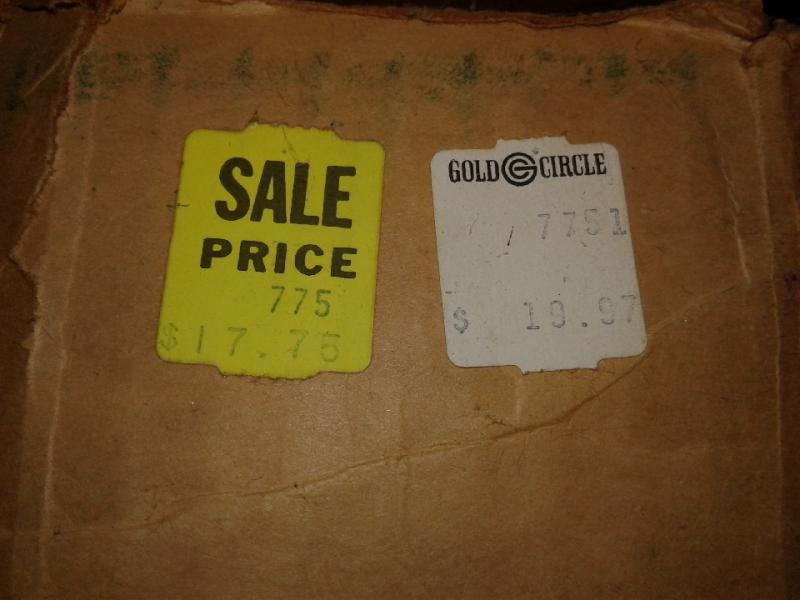 SALE
PRICE
775
$17.75
GOLD G CIRCLE
7751
$ 19.97